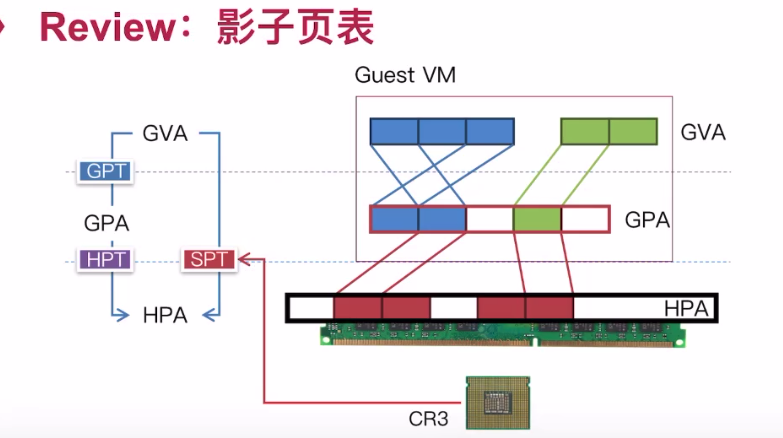 Review：影子页表
Guest VM
GVA
GVA
GPT
GPA
GPA
HPT
SPT
HPA
HPA
CR3